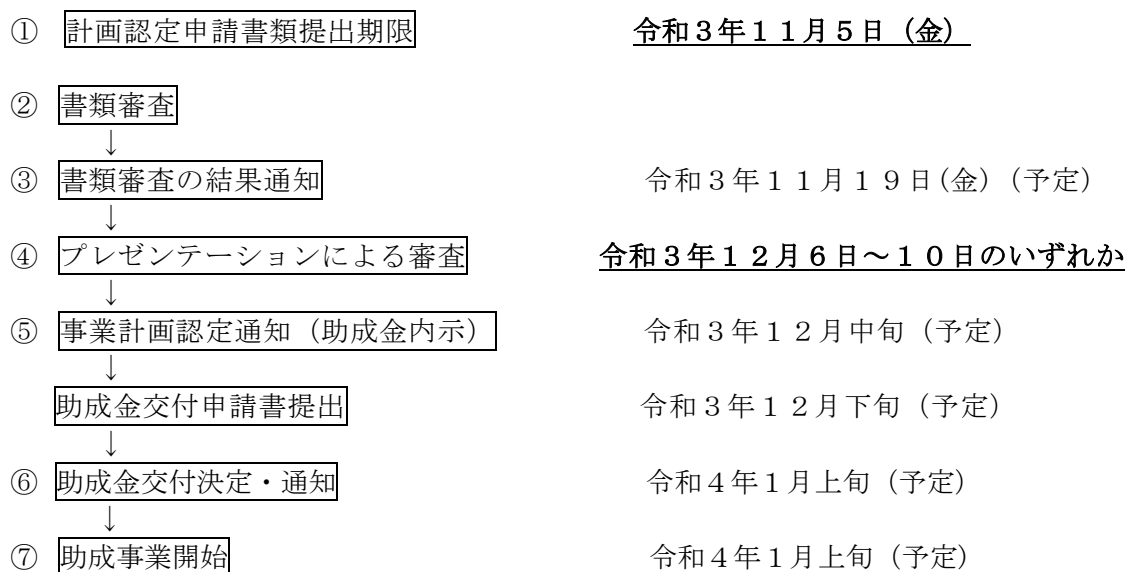 ① 計画認定申請書類提出期限 令和３年１１月５日（金）
② 書類審査
↓
③ 書類審査の結果通知 令和３年１１月１９日(金)（予定）
↓
④ プレゼンテーションによる審査 令和３年１２月６日～１０日のいずれか
↓
⑤ 事業計画認定通知（助成金内示） 令和３年１２月中旬（予定）
↓
助成金交付申請書提出 令和３年１２月下旬（予定）
↓
⑥ 助成金交付決定・通知 令和４年１月上旬（予定）
↓
⑦ 助成事業開始 令和４年１月上旬（予定）